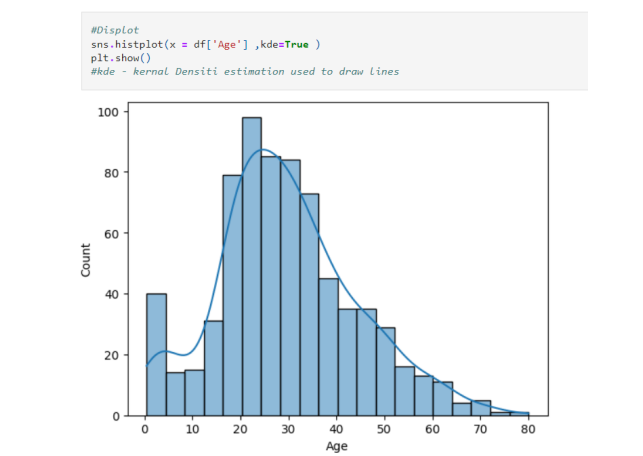 #Displot
sns.histplot(x = df['Age'] ,kde=True )
plt.show()
#kde - kernal Densiti estimation used to draw lines
100
80
60
40
20
0
Count
0 10 20 30 40 50 60 70 80
Age